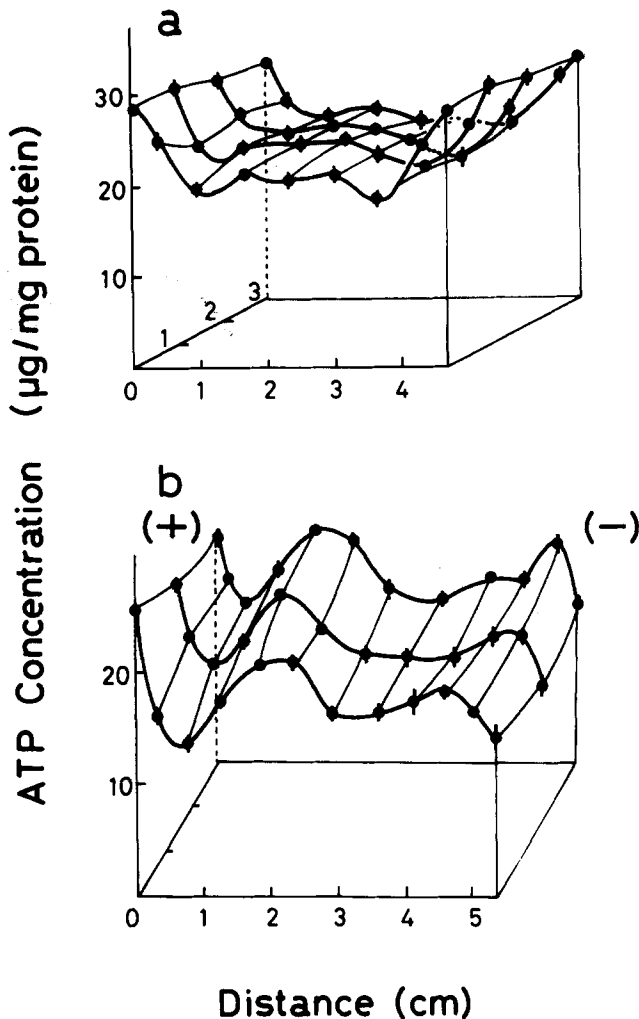 a
30
20
10
3
2
1
0 1 2 3 4
b
(+) (−)
20
10
0 1 2 3 4 5
ATP Concentration (μg/mg protein)
Distance (cm)